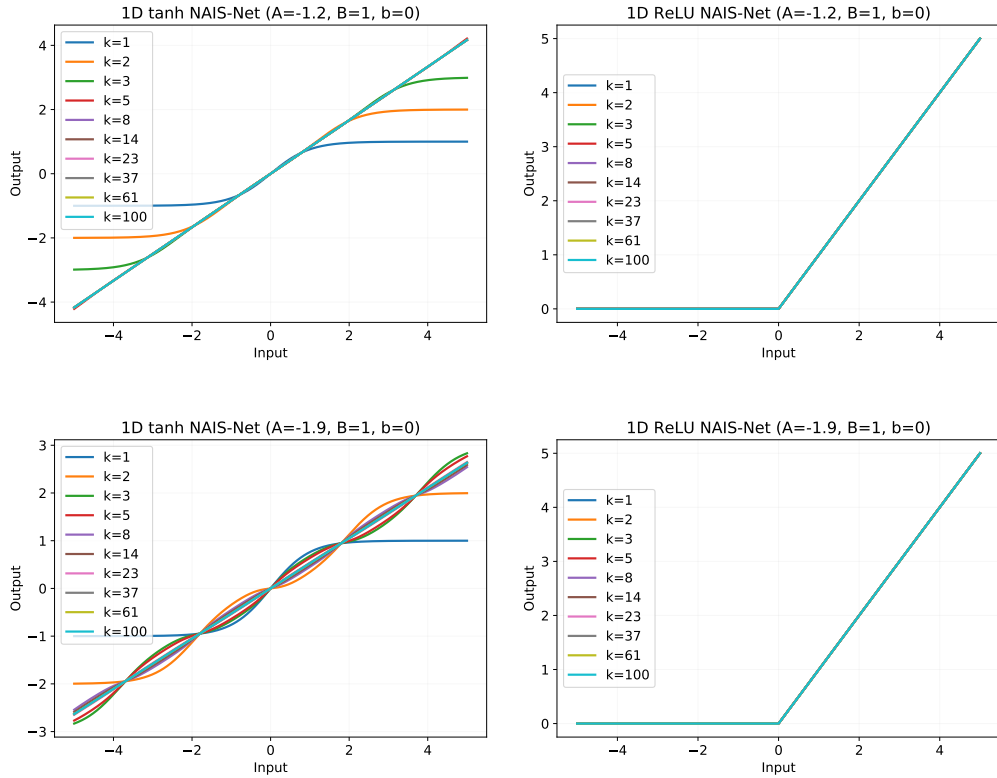 1D tanh NAIS-Net (A=-1.2, B=1, b=0)
4
2
0
−2
−4
Output
k=1
k=2
k=3
k=5
k=8
k=14
k=23
k=37
k=61
k=100
−4
−2
0
2
4
Input
1D ReLU NAIS-Net (A=-1.2, B=1, b=0)
5
4
3
2
1
0
Output
k=1
k=2
k=3
k=5
k=8
k=14
k=23
k=37
k=61
k=100
−4
−2
0
2
4
Input
1D tanh NAIS-Net (A=-1.9, B=1, b=0)
3
2
1
0
−1
−2
−3
Output
k=1
k=2
k=3
k=5
k=8
k=14
k=23
k=37
k=61
k=100
−4
−2
0
2
4
Input
1D ReLU NAIS-Net (A=-1.9, B=1, b=0)
5
4
3
2
1
0
Output
k=1
k=2
k=3
k=5
k=8
k=14
k=23
k=37
k=61
k=100
−4
−2
0
2
4
Input